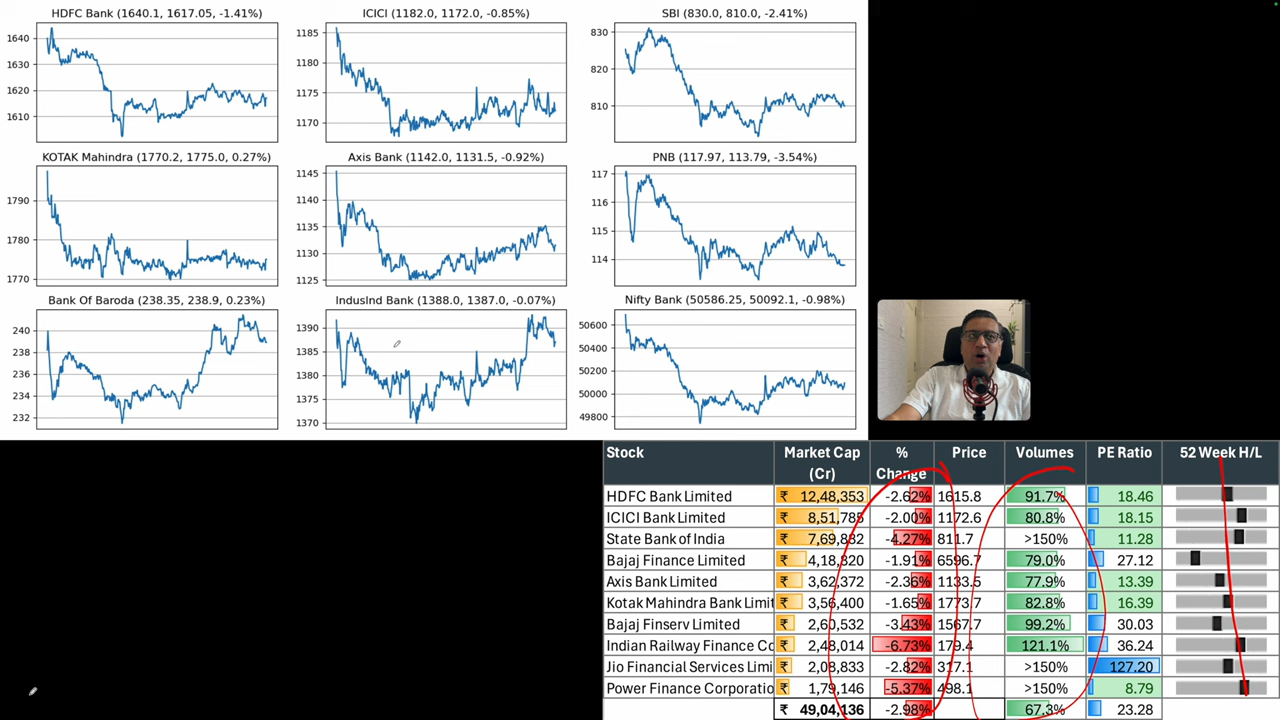 HDFC Bank (1640.1, 1617.05, -1.41%)
1640
1630
1620
1610
ICICI (1182.0, 1172.0, -0.85%)
1185
1180
1175
1170
SBI (830.0, 810.0, -2.41%)
830
820
810
KOTAK Mahindra (1770.2, 1775.0, 0.27%)
1790
1780
1770
Axis Bank (1142.0, 1131.5, -0.92%)
1145
1140
1135
1130
1125
PNB (117.97, 113.79, -3.54%)
117
116
115
114
Bank Of Baroda (238.35, 238.9, 0.23%)
240
238
236
234
232
IndusInd Bank (1388.0, 1387.0, -0.07%)
1390
1385
1380
1375
1370
Nifty Bank (50586.25, 50092.1, -0.98%)
50600
50400
50200
50000
49800
Stock Market Cap (Cr) % Change Price Volumes PE Ratio 52 Week H/L
HDFC Bank Limited ₹ 12,48,353 -2.62% 1615.8 91.7% 18.46
ICICI Bank Limited ₹ 8,51,785 -2.00% 1172.6 80.8% 18.15
State Bank of India ₹ 7,69,832 -4.27% 811.7 >150% 11.28
Bajaj Finance Limited ₹ 4,18,320 -1.91% 6596.7 79.0% 27.12
Axis Bank Limited ₹ 3,62,372 -2.36% 1133.5 77.9% 13.39
Kotak Mahindra Bank Limit ₹ 3,56,400 -1.65% 1773.7 82.8% 16.39
Bajaj Finserv Limited ₹ 2,60,532 -3.43% 1567.7 99.2% 30.03
Indian Railway Finance Co ₹ 2,48,014 -6.73% 179.4 121.1% 36.24
Jio Financial Services Limi ₹ 2,08,833 -2.82% 317.1 >150% 127.20
Power Finance Corporatio ₹ 1,79,146 -5.37% 498.1 >150% 8.79
₹ 49,04,136 -2.98% 67.3% 23.28